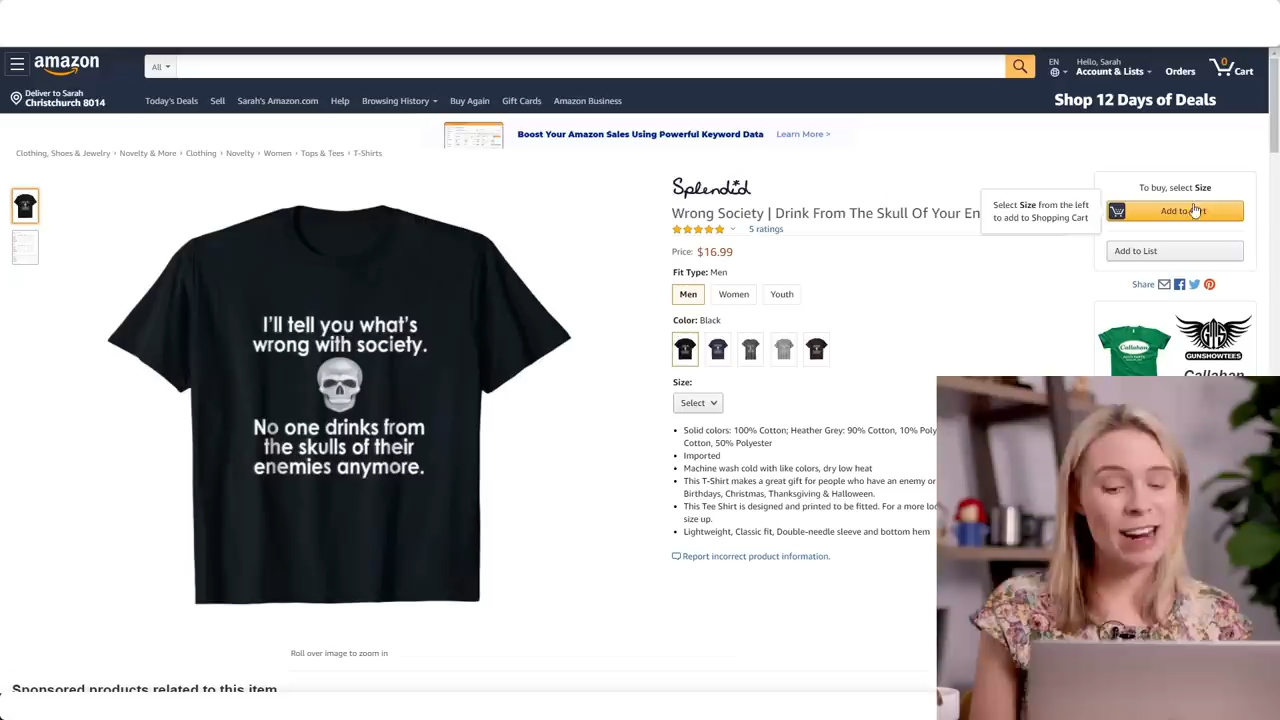 amazon
All
EN
Hello, Sarah
Account & Lists
Orders
0
Cart
Deliver to Sarah
Christchurch 8014
Today's Deals
Sell
Sarah's Amazon.com
Help
Browsing History
Buy Again
Gift Cards
Amazon Business
Shop 12 Days of Deals
Boost Your Amazon Sales Using Powerful Keyword Data
Learn More >
Clothing, Shoes & Jewelry › Novelty & More › Clothing › Novelty › Women › Tops & Tees › T-Shirts
I'll tell you what's
wrong with society.
No one drinks from
the skulls of their
enemies anymore.
Roll over image to zoom in
Sponsored products related to this item
Splendid
Wrong Society | Drink From The Skull Of Your En
5 ratings
Price: $16.99
Fit Type: Men
Men
Women
Youth
Color: Black
Size:
Select
• Solid colors: 100% Cotton; Heather Grey: 90% Cotton, 10% Poly
Cotton, 50% Polyester
• Imported
• Machine wash cold with like colors, dry low heat
• This T-Shirt makes a great gift for people who have an enemy or
Birthdays, Christmas, Thanksgiving & Halloween.
• This Tee Shirt is designed and printed to be fitted. For a more loo
size up.
• Lightweight, Classic fit, Double-needle sleeve and bottom hem
Report incorrect product information.
Select Size from the left
to add to Shopping Cart
To buy, select Size
Add to Cart
Add to List
Share
Callahan
GUNSHOWTEES
Callahan